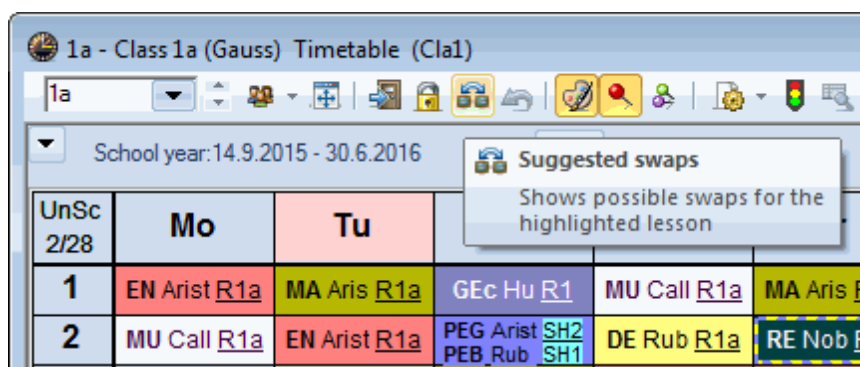 1a - Class 1a (Gauss) Timetable (Cla1)
1a
School year:14.9.2015 - 30.6.2016
Suggested swaps
Shows possible swaps for the
highlighted lesson
UnSc
2/28
Mo
Tu
1
EN Arist R1a
MA Aris R1a
GEc Hu R1
MU Call R1a
MA Aris
2
MU Call R1a
EN Arist R1a
PEG Arist SH2
PEB Rub SH1
DE Rub R1a
RE Nob